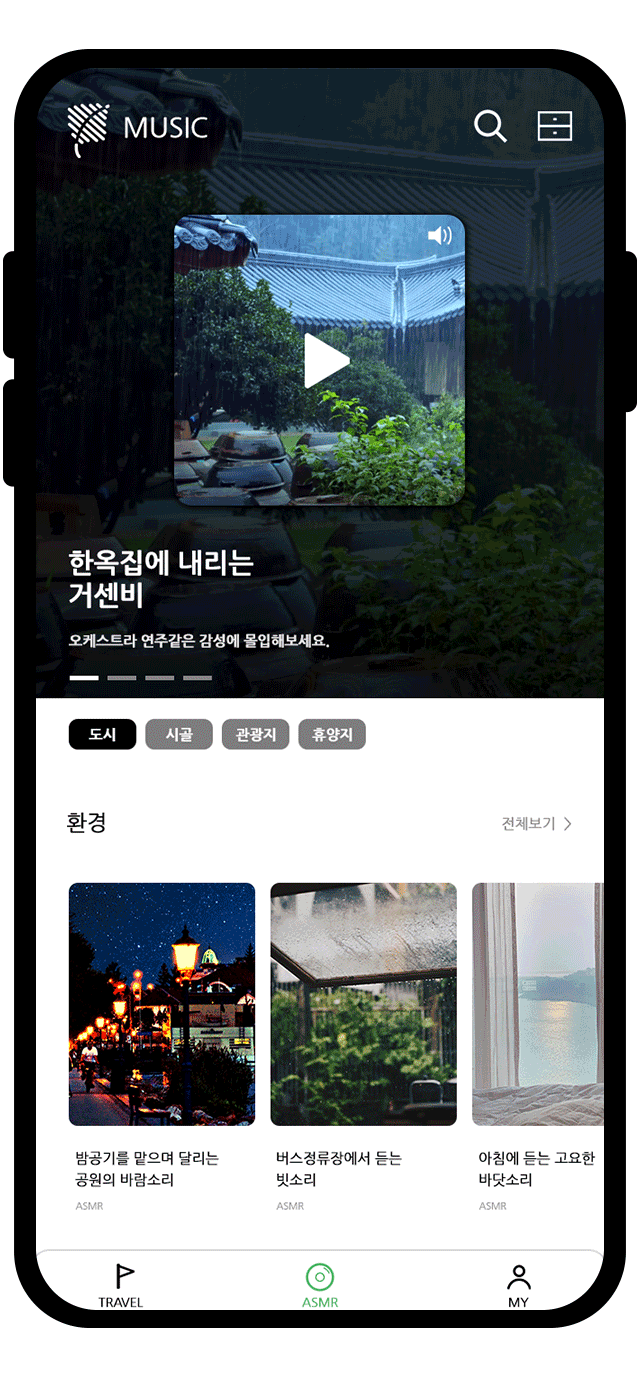 MUSIC
한옥집에 내리는
거센비
오케스트라 연주같은 감성에 몰입해보세요.
도시
시골
관광지
휴양지
환경
전체보기
밤공기를 맡으며 달리는
공원의 바람소리
ASMR
버스정류장에서 듣는
빗소리
ASMR
아침에 듣는 고요한
바닷소리
ASMR
TRAVEL
ASMR
MY